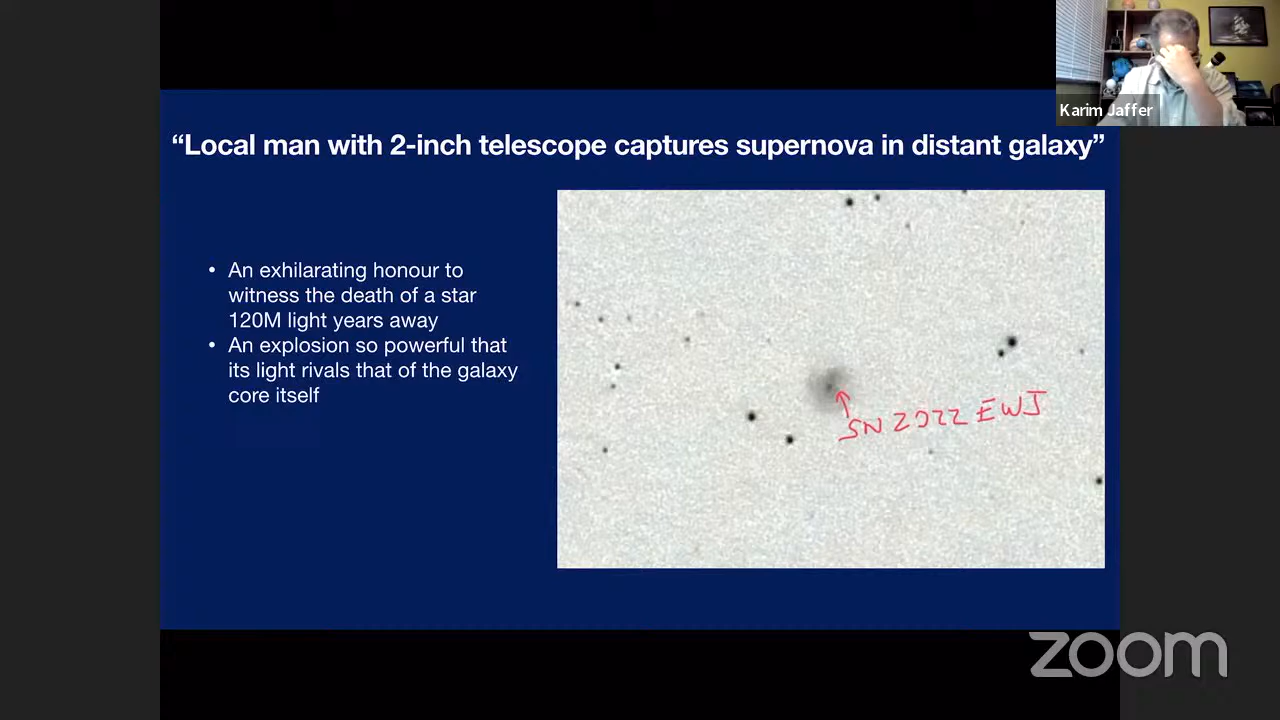 Karim Jaffer
“Local man with 2-inch telescope captures supernova in distant galaxy”
• An exhilarating honour to
witness the death of a star
120M light years away
• An explosion so powerful that
its light rivals that of the galaxy
core itself
SN 2022 EWJ
zoom